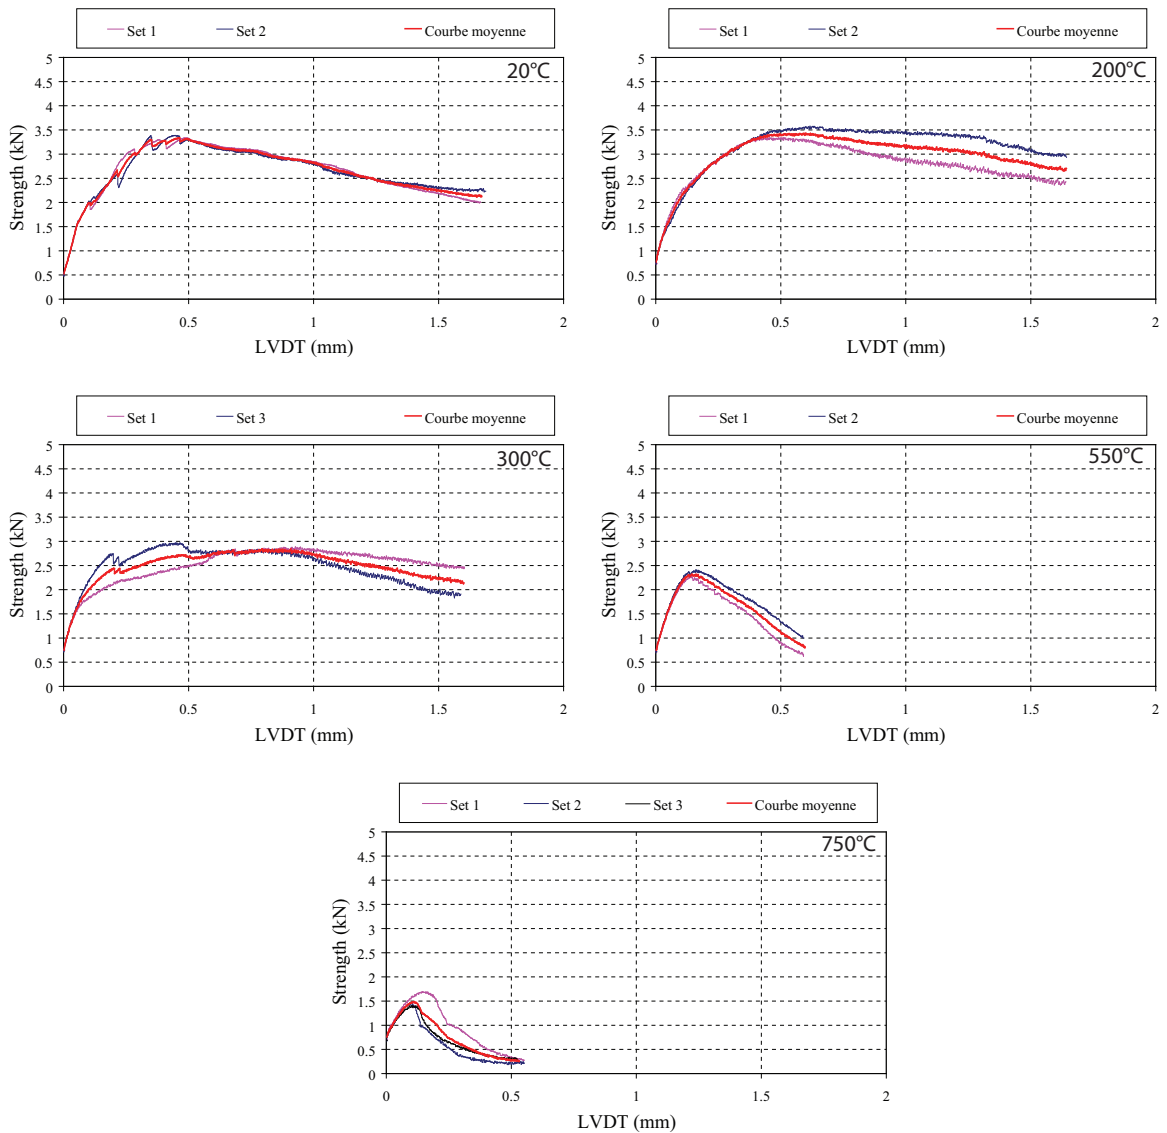 Set 1 Set 2 Courbe moyenne
20°C
5
4.5
4
3.5
3
2.5
2
1.5
1
0.5
0
Strength (kN)
0 0.5 1 1.5 2
LVDT (mm)
Set 1 Set 2 Courbe moyenne
200°C
5
4.5
4
3.5
3
2.5
2
1.5
1
0.5
0
Strength (kN)
0 0.5 1 1.5 2
LVDT (mm)
Set 1 Set 3 Courbe moyenne
300°C
5
4.5
4
3.5
3
2.5
2
1.5
1
0.5
0
Strength (kN)
0 0.5 1 1.5 2
LVDT (mm)
Set 1 Set 2 Courbe moyenne
550°C
5
4.5
4
3.5
3
2.5
2
1.5
1
0.5
0
Strength (kN)
0 0.5 1 1.5 2
LVDT (mm)
Set 1 Set 2 Set 3 Courbe moyenne
750°C
5
4.5
4
3.5
3
2.5
2
1.5
1
0.5
0
Strength (kN)
0 0.5 1 1.5 2
LVDT (mm)